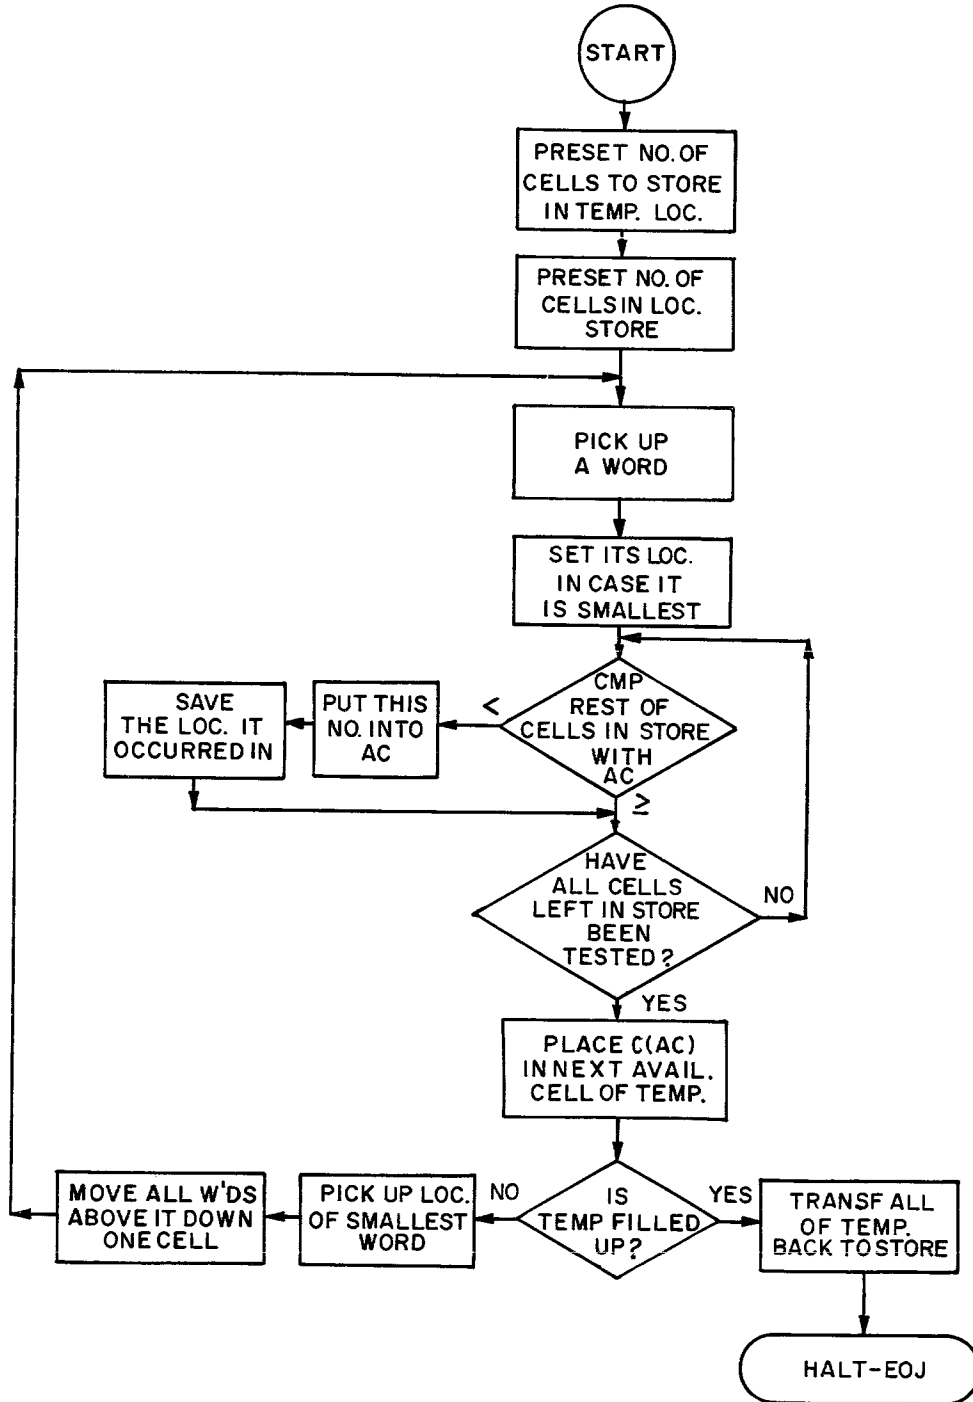 START
PRESET NO. OF
CELLS TO STORE
IN TEMP. LOC.
PRESET NO. OF
CELLS IN LOC.
STORE
PICK UP
A WORD
SET ITS LOC.
IN CASE IT
IS SMALLEST
CMP
REST OF
CELLS IN STORE
WITH
AC
<
PUT THIS
NO. INTO
AC
SAVE
THE LOC. IT
OCCURRED IN
≥
HAVE
ALL CELLS
LEFT IN STORE
BEEN
TESTED?
NO
YES
PLACE C(AC)
IN NEXT AVAIL.
CELL OF TEMP.
IS
TEMP FILLED
UP?
NO
PICK UP LOC.
OF SMALLEST
WORD
MOVE ALL W'DS
ABOVE IT DOWN
ONE CELL
YES
TRANSF ALL
OF TEMP.
BACK TO STORE
HALT-EOJ